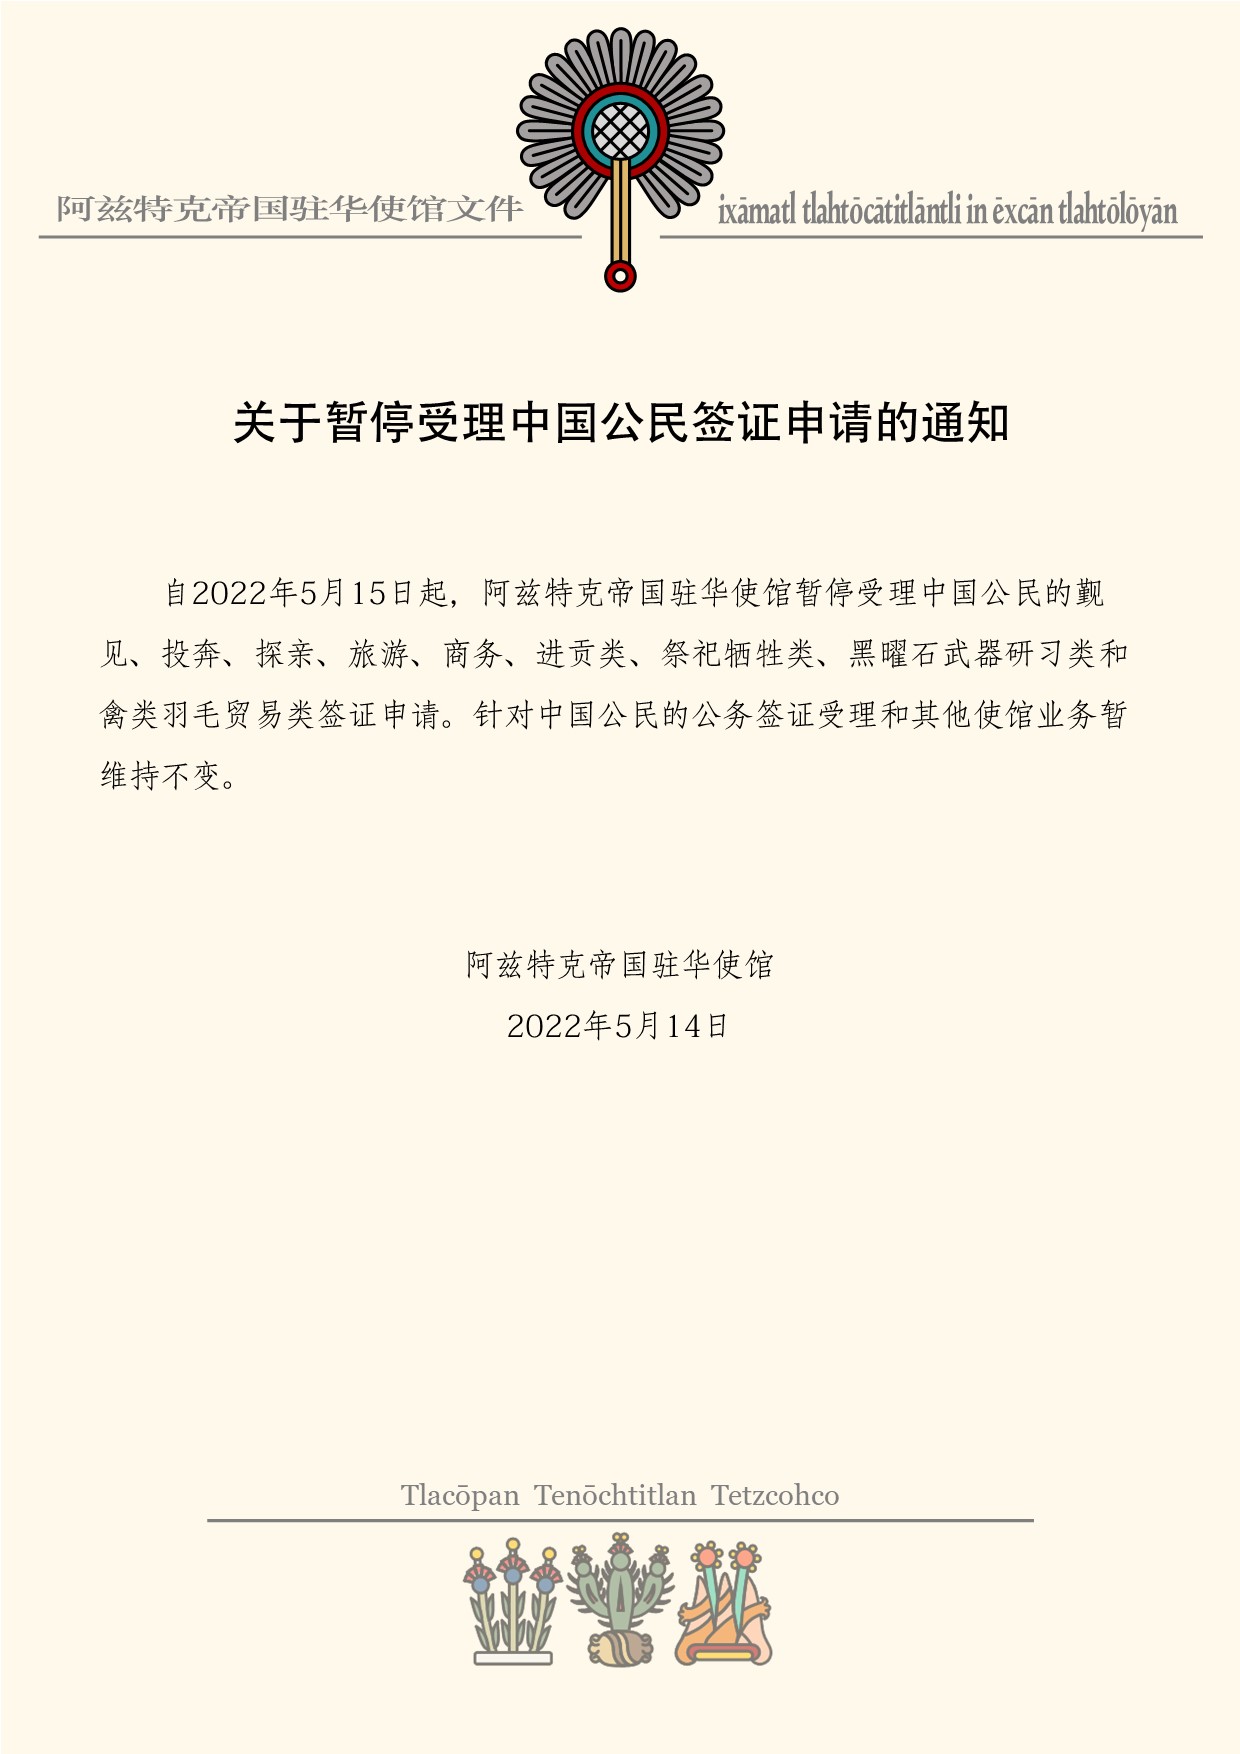 阿兹特克帝国驻华使馆文件
ixāmatl tlahtōcātitlāntli in ēxcān tlahtōlōyān
关于暂停受理中国公民签证申请的通知
自2022年5月15日起，阿兹特克帝国驻华使馆暂停受理中国公民的觐
见、投奔、探亲、旅游、商务、进贡类、祭祀牺牲类、黑曜石武器研习类和
禽类羽毛贸易类签证申请。针对中国公民的公务签证受理和其他使馆业务暂
维持不变。
阿兹特克帝国驻华使馆
2022年5月14日
Tlacōpan Tenōchtitlan Tetzcohco